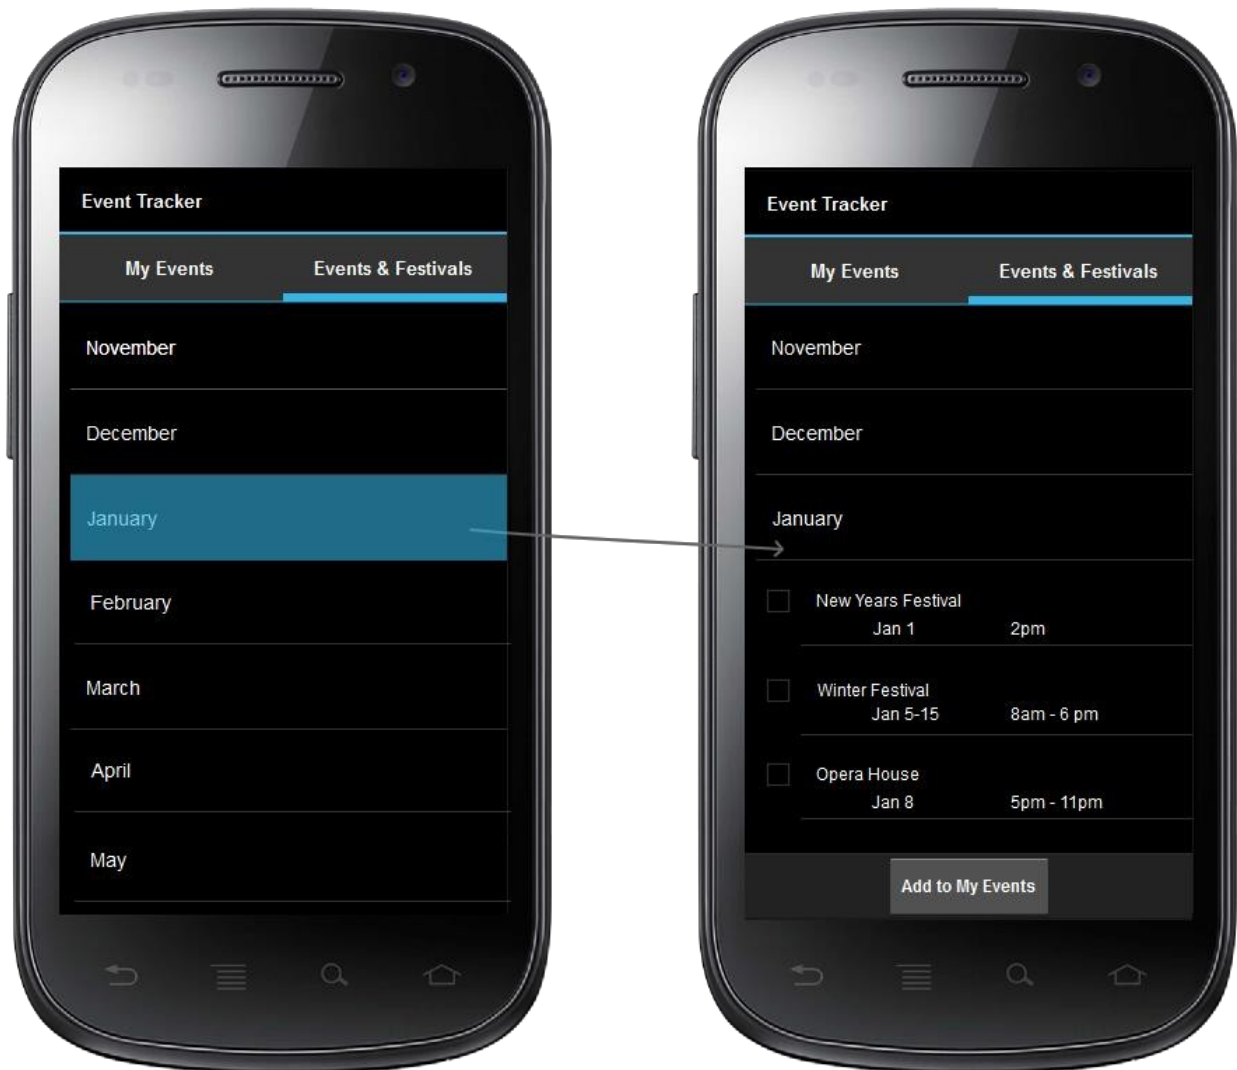 Event Tracker
My Events Events & Festivals
November
December
January
February
March
April
May
Event Tracker
My Events Events & Festivals
November
December
January
New Years Festival
Jan 1 2pm
Winter Festival
Jan 5-15 8am - 6 pm
Opera House
Jan 8 5pm - 11pm
Add to My Events